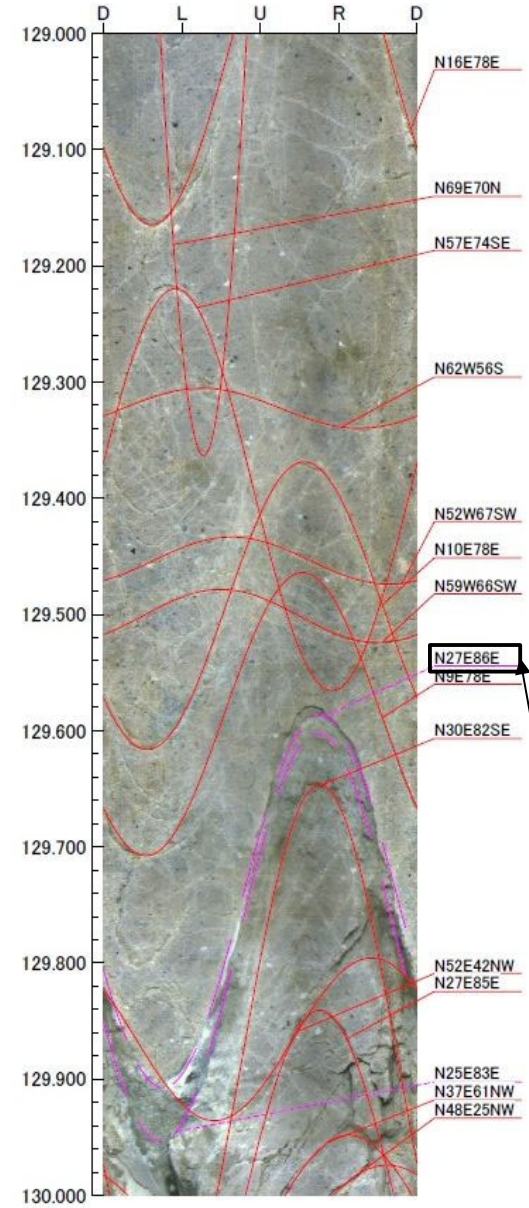 D L U R D
129.000
N16E78E
129.100
N69E70N
129.200
N57E74SE
129.300
N62W56S
129.400
N52W67SW
N10E78E
129.500
N59W66SW
N27E86E
N9E78E
129.600
N30E82SE
129.700
129.800
N52E42NW
N27E85E
129.900
N25E83E
N37E61NW
N48E25NW
130.000